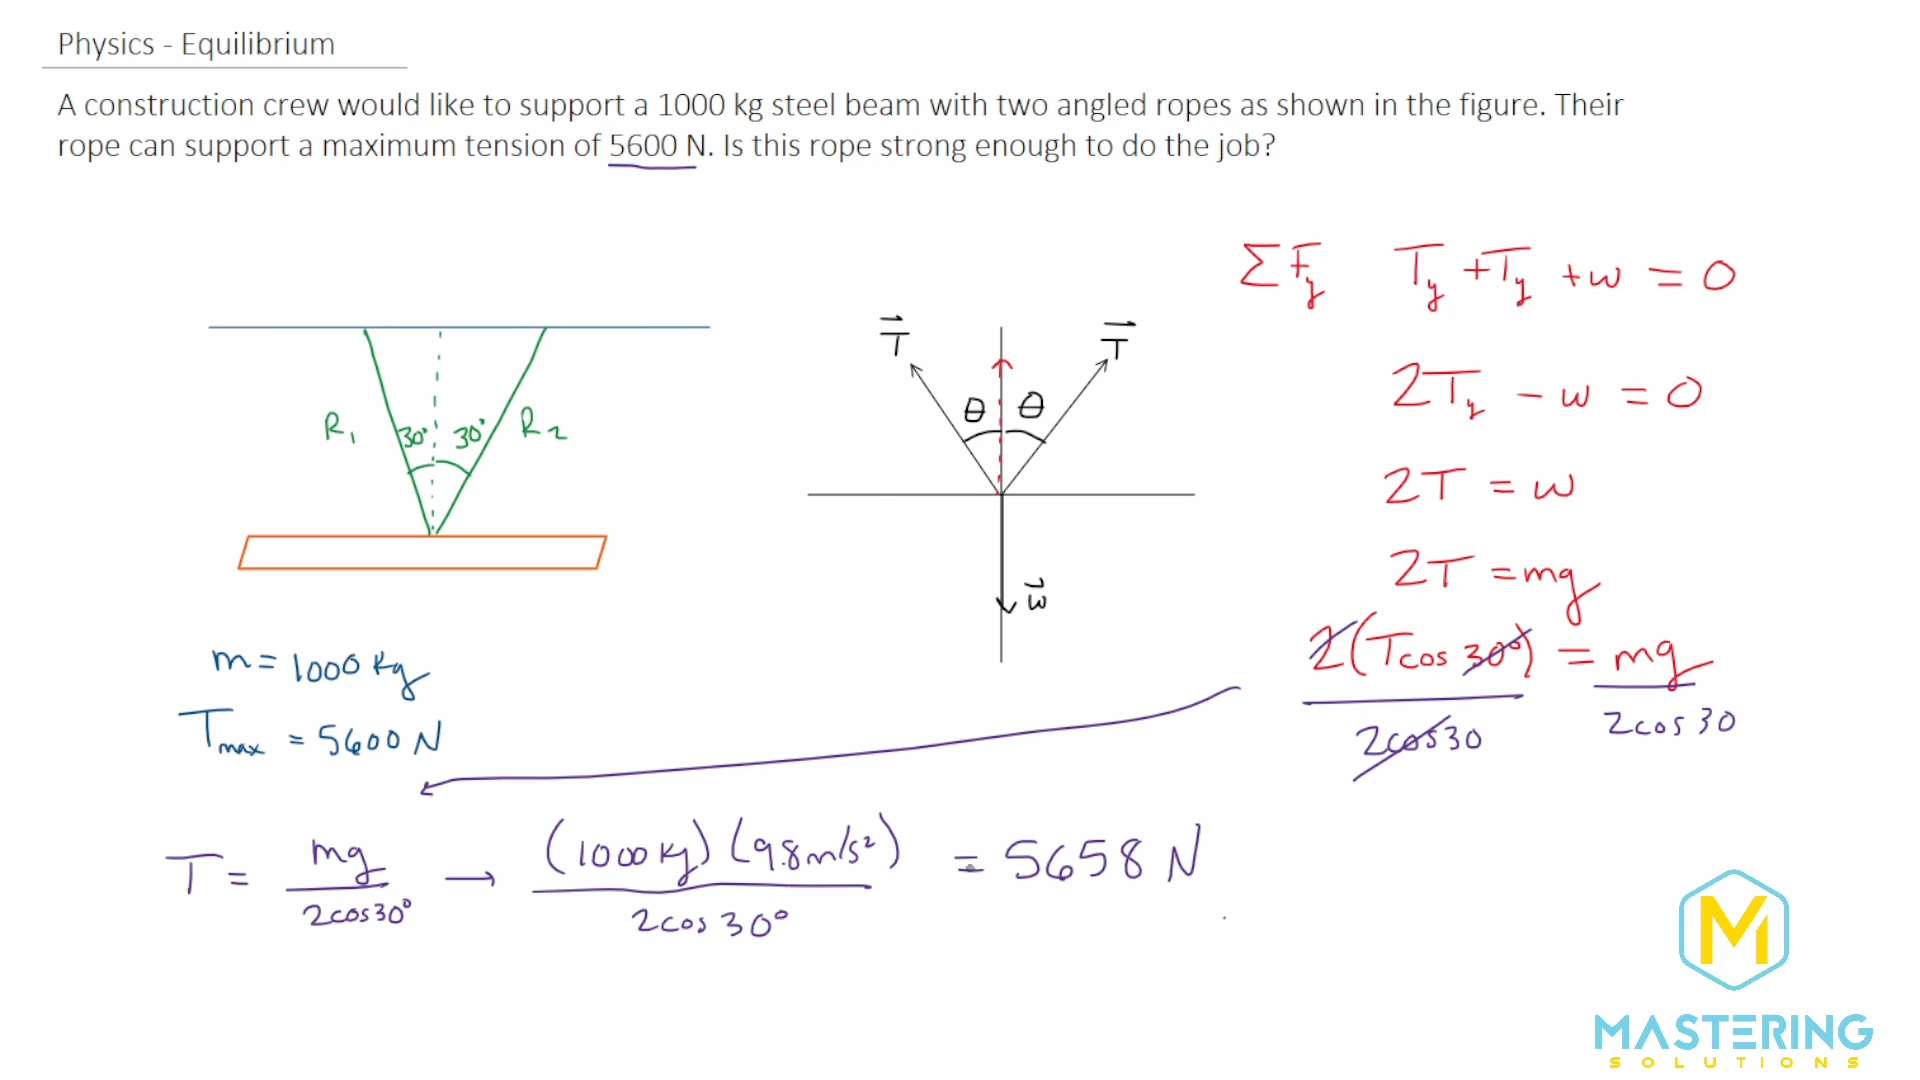 Physics - Equilibrium
A construction crew would like to support a 1000 kg steel beam with two angled ropes as shown in the figure. Their
rope can support a maximum tension of 5600 N. Is this rope strong enough to do the job?
ΣFy Ty + Ty + w = 0
2Ty - w = 0
2T = w
2T = mg
2(Tcos 30°) = mg
2cos30 2cos 30
R1 30° 30° R2
T T
θ θ
w
m = 1000 kg
Tmax = 5600 N
T = mg → (1000 kg) (9.8 m/s²) = 5658 N
2cos30° 2cos 30°
M
MASTERING
SOLUTIONS